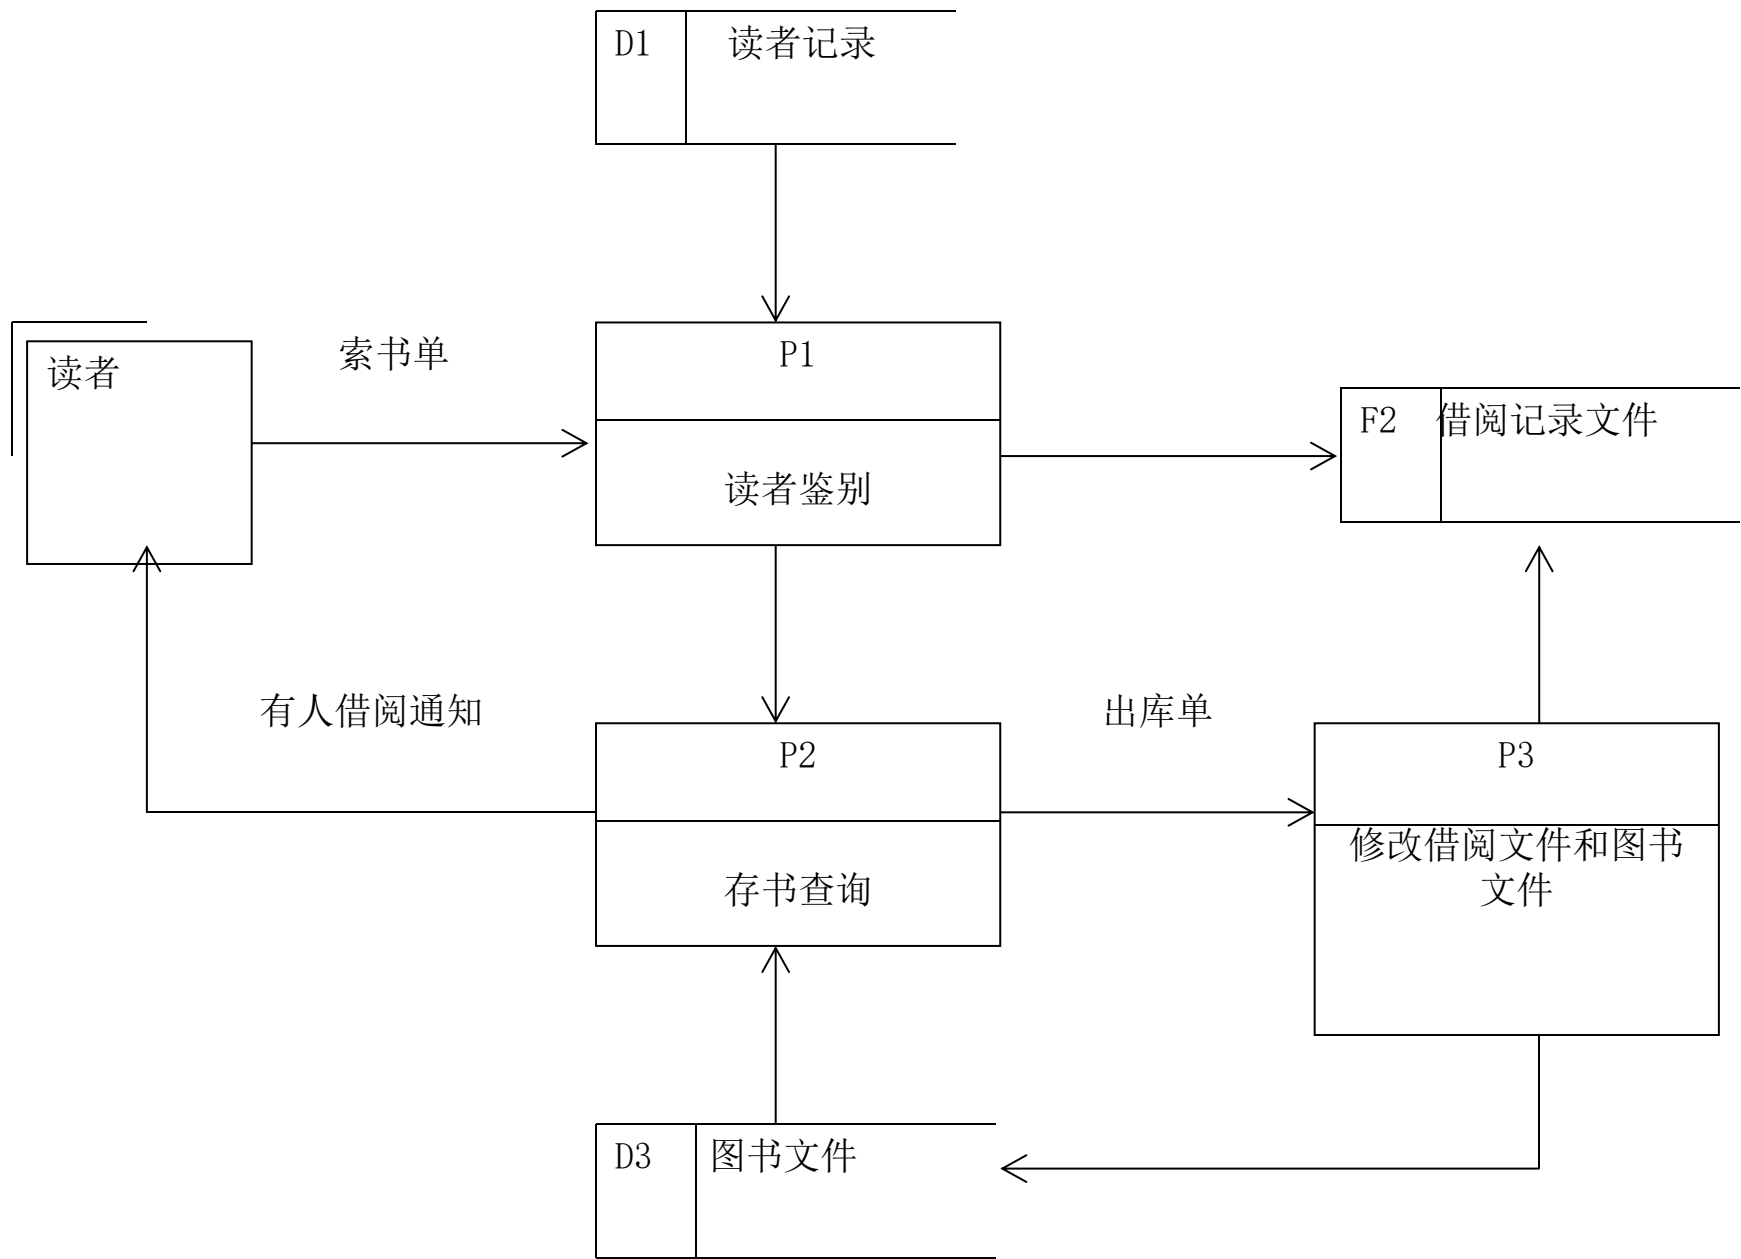 D1
读者记录
读者
索书单
P1
读者鉴别
F2
借阅记录文件
有人借阅通知
P2
存书查询
出库单
P3
修改借阅文件和图书
文件
D3
图书文件